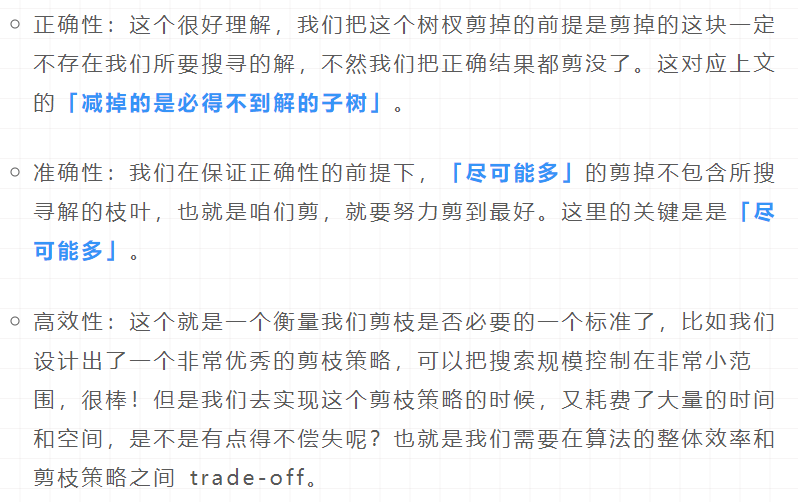 正确性：这个很好理解，我们把这个树杈剪掉的前提是剪掉的这块一定
不存在我们所要搜寻的解，不然我们把正确结果都剪没了。这对应上文
的「减掉的是必得不到解的子树」。
准确性：我们在保证正确性的前提下，「尽可能多」的剪掉不包含所搜
寻解的枝叶，也就是咱们剪，就要努力剪到最好。这里的关键是是「尽
可能多」。
高效性：这个就是一个衡量我们剪枝是否必要的一个标准了，比如我们
设计出了一个非常优秀的剪枝策略，可以把搜索规模控制在非常小范
围，很棒！但是我们去实现这个剪枝策略的时候，又耗费了大量的时间
和空间，是不是有点得不偿失呢？也就是我们需要在算法的整体效率和
剪枝策略之间 trade-off。